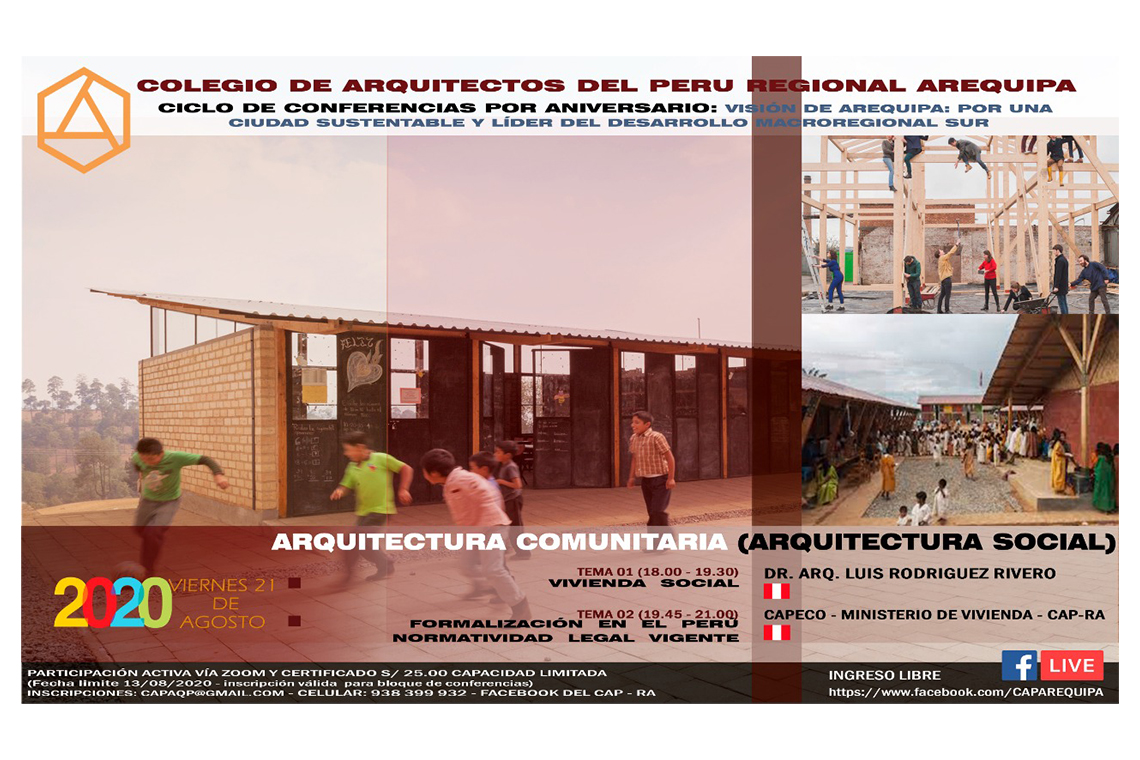 COLEGIO DE ARQUITECTOS DEL PERU REGIONAL AREQUIPA
CICLO DE CONFERENCIAS POR ANIVERSARIO: VISIÓN DE AREQUIPA: POR UNA
CIUDAD SUSTENTABLE Y LÍDER DEL DESARROLLO MACROREGIONAL SUR
ARQUITECTURA COMUNITARIA (ARQUITECTURA SOCIAL)
2020
VIERNES 21
DE
AGOSTO
TEMA 01 (18.00 - 19.30)
VIVIENDA SOCIAL
DR. ARQ. LUIS RODRIGUEZ RIVERO
TEMA 02 (19.45 - 21.00)
FORMALIZACIÓN EN EL PERÚ
NORMATIVIDAD LEGAL VIGENTE
CAPECO - MINISTERIO DE VIVIENDA - CAP-RA
PARTICIPACIÓN ACTIVA VÍA ZOOM Y CERTIFICADO S/ 25.00 CAPACIDAD LIMITADA
(Fecha limite 13/08/2020 - inscripción válida para bloque de conferencias)
INSCRIPCIONES: CAPAQP@GMAIL.COM - CELULAR: 938 399 932 - FACEBOOK DEL CAP - RA
INGRESO LIBRE
f LIVE
https://www.facebook.com/CAPAREQUIPA